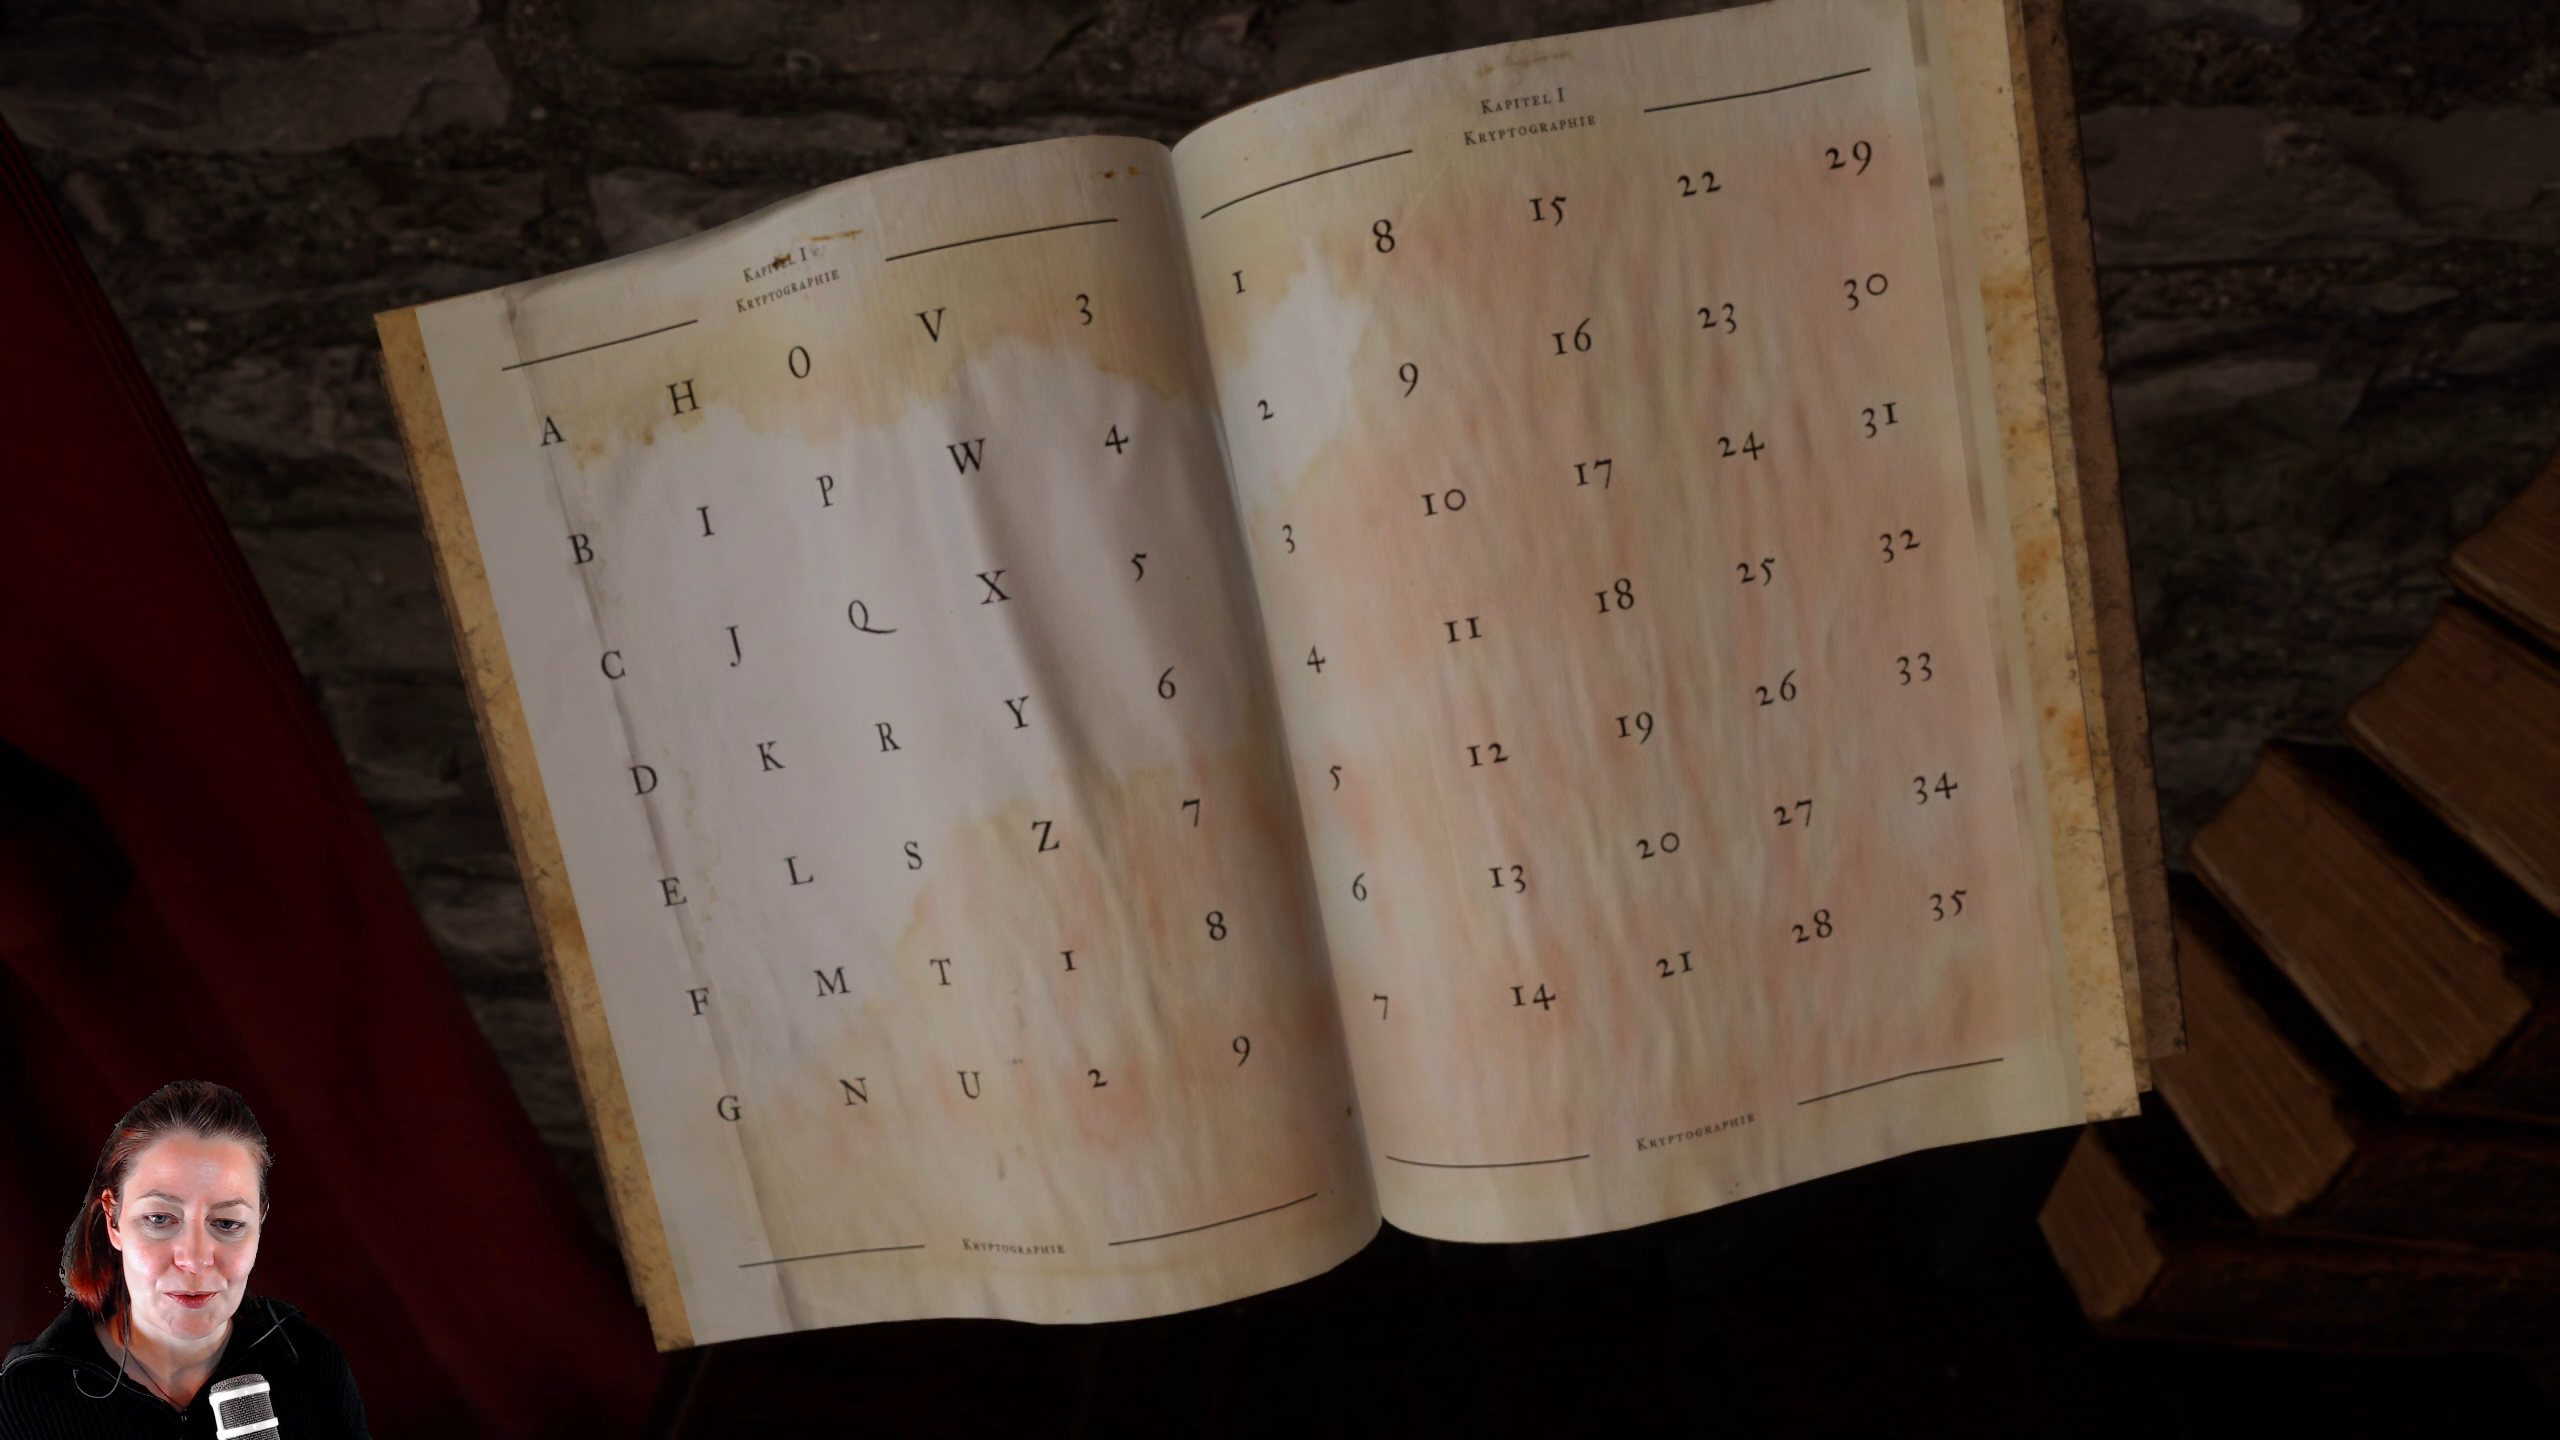 Kapitel I
Kryptographie
A H O V 3
B I P W 4
C J Q X 5
D K R Y 6
E L S Z 7
F M T 1 8
G N U 2 9
Kryptographie
Kapitel I
Kryptographie
1 8 15 22 29
2 9 16 23 30
3 10 17 24 31
4 11 18 25 32
5 12 19 26 33
6 13 20 27 34
7 14 21 28 35
Kryptographie